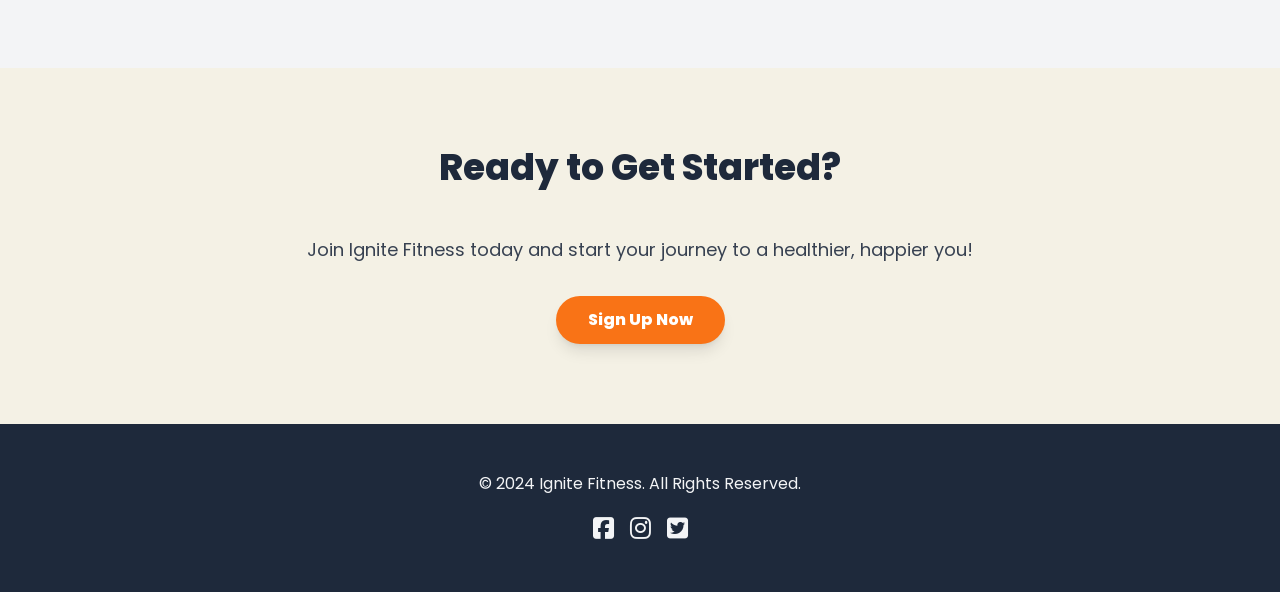 Ready to Get Started?
Join Ignite Fitness today and start your journey to a healthier, happier you!
Sign Up Now
© 2024 Ignite Fitness. All Rights Reserved.